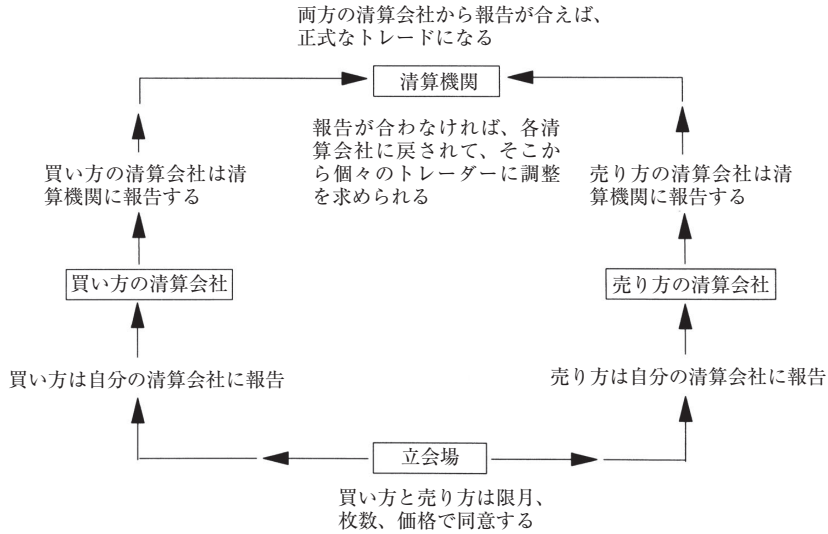 両方の清算会社から報告が合えば、
正式なトレードになる
清算機関
報告が合わなければ、各清
算会社に戻されて、そこか
ら個々のトレーダーに調整
を求められる
買い方の清算会社は清
算機関に報告する
売り方の清算会社は清
算機関に報告する
買い方の清算会社
売り方の清算会社
買い方は自分の清算会社に報告
売り方は自分の清算会社に報告
立会場
買い方と売り方は限月、
枚数、価格で同意する